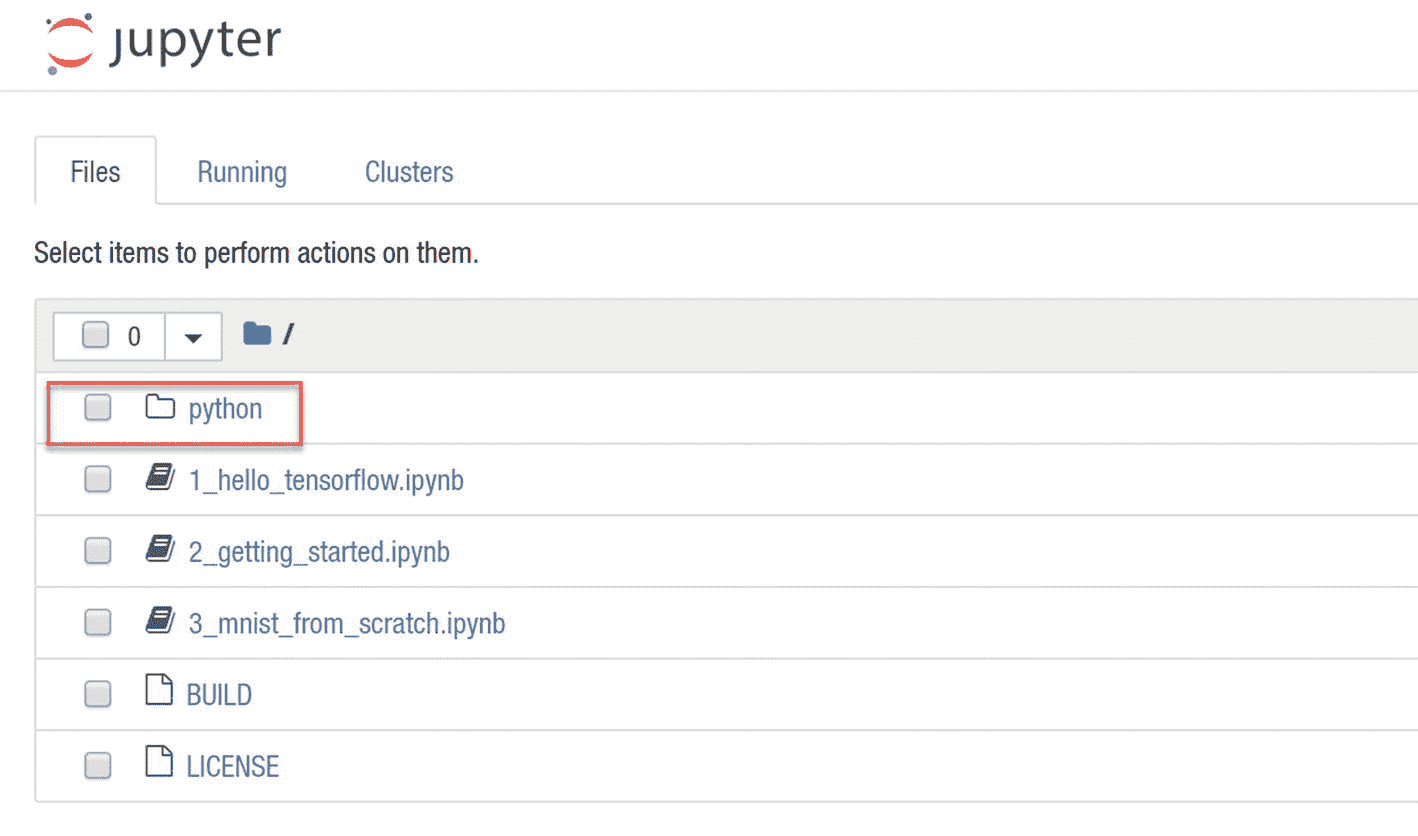 jupyter
Files Running Clusters
Select items to perform actions on them.
0 /
python
1_hello_tensorflow.ipynb
2_getting_started.ipynb
3_mnist_from_scratch.ipynb
BUILD
LICENSE